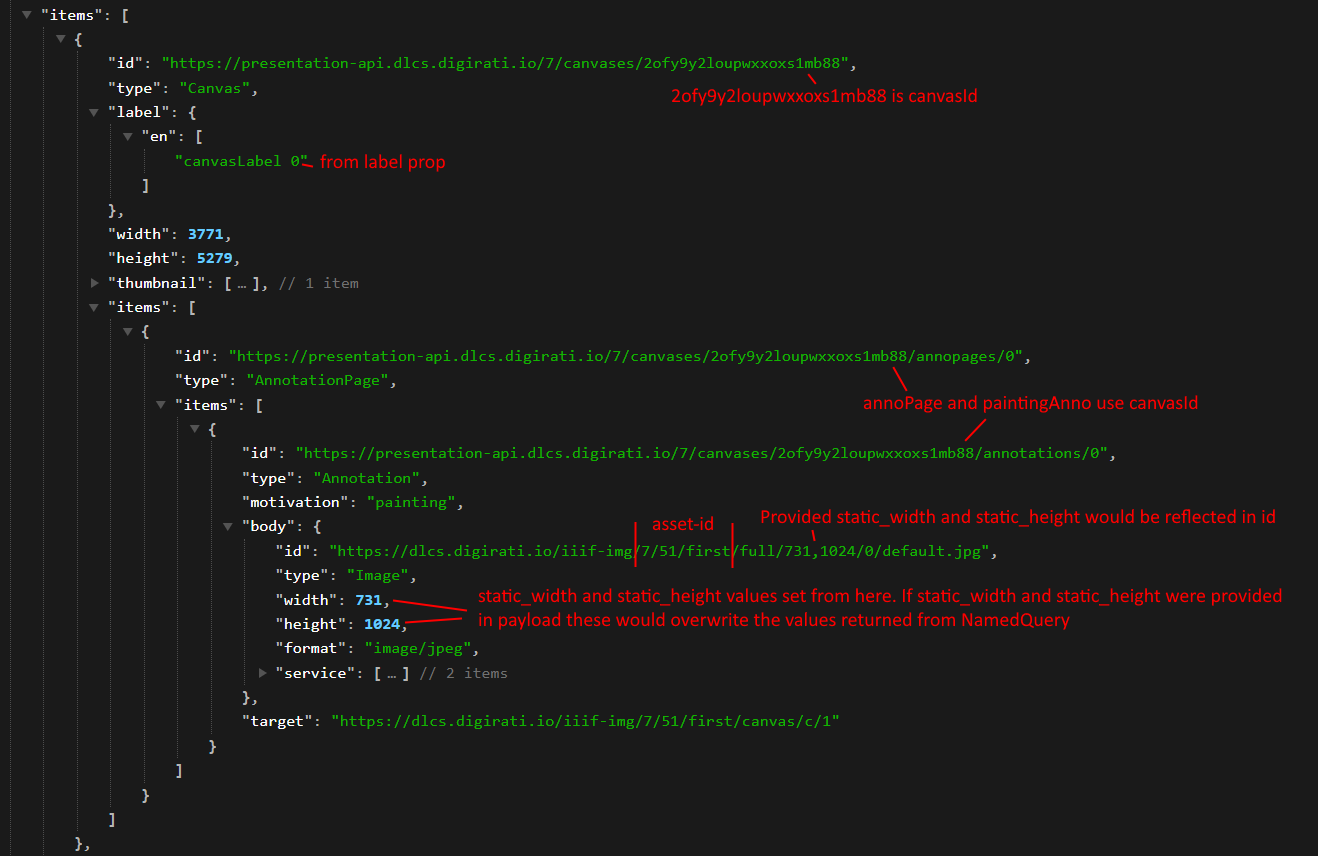 "items": [
{
"id": "https://presentation-api.dlcs.digirati.io/7/canvases/2ofy9y2loupwxxoxs1mb88",
"type": "Canvas",
2ofy9y2loupwxxoxs1mb88 is canvasId
"label": {
"en": [
"canvasLabel 0" from label prop
]
},
"width": 3771,
"height": 5279,
"thumbnail": [ … ], // 1 item
"items": [
{
"id": "https://presentation-api.dlcs.digirati.io/7/canvases/2ofy9y2loupwxxoxs1mb88/annopages/0",
"type": "AnnotationPage",
annoPage and paintingAnno use canvasId
"items": [
{
"id": "https://presentation-api.dlcs.digirati.io/7/canvases/2ofy9y2loupwxxoxs1mb88/annotations/0",
"type": "Annotation",
"motivation": "painting",
asset-id Provided static_width and static_height would be reflected in id
"body": {
"id": "https://dlcs.digirati.io/iiif-img/7/51/first/full/731,1024/0/default.jpg",
"type": "Image",
static_width and static_height values set from here. If static_width and static_height were provided
"width": 731,
in payload these would overwrite the values returned from NamedQuery
"height": 1024,
"format": "image/jpeg",
"service": [ … ] // 2 items
},
"target": "https://dlcs.digirati.io/iiif-img/7/51/first/canvas/c/1"
}
]
}
]
},